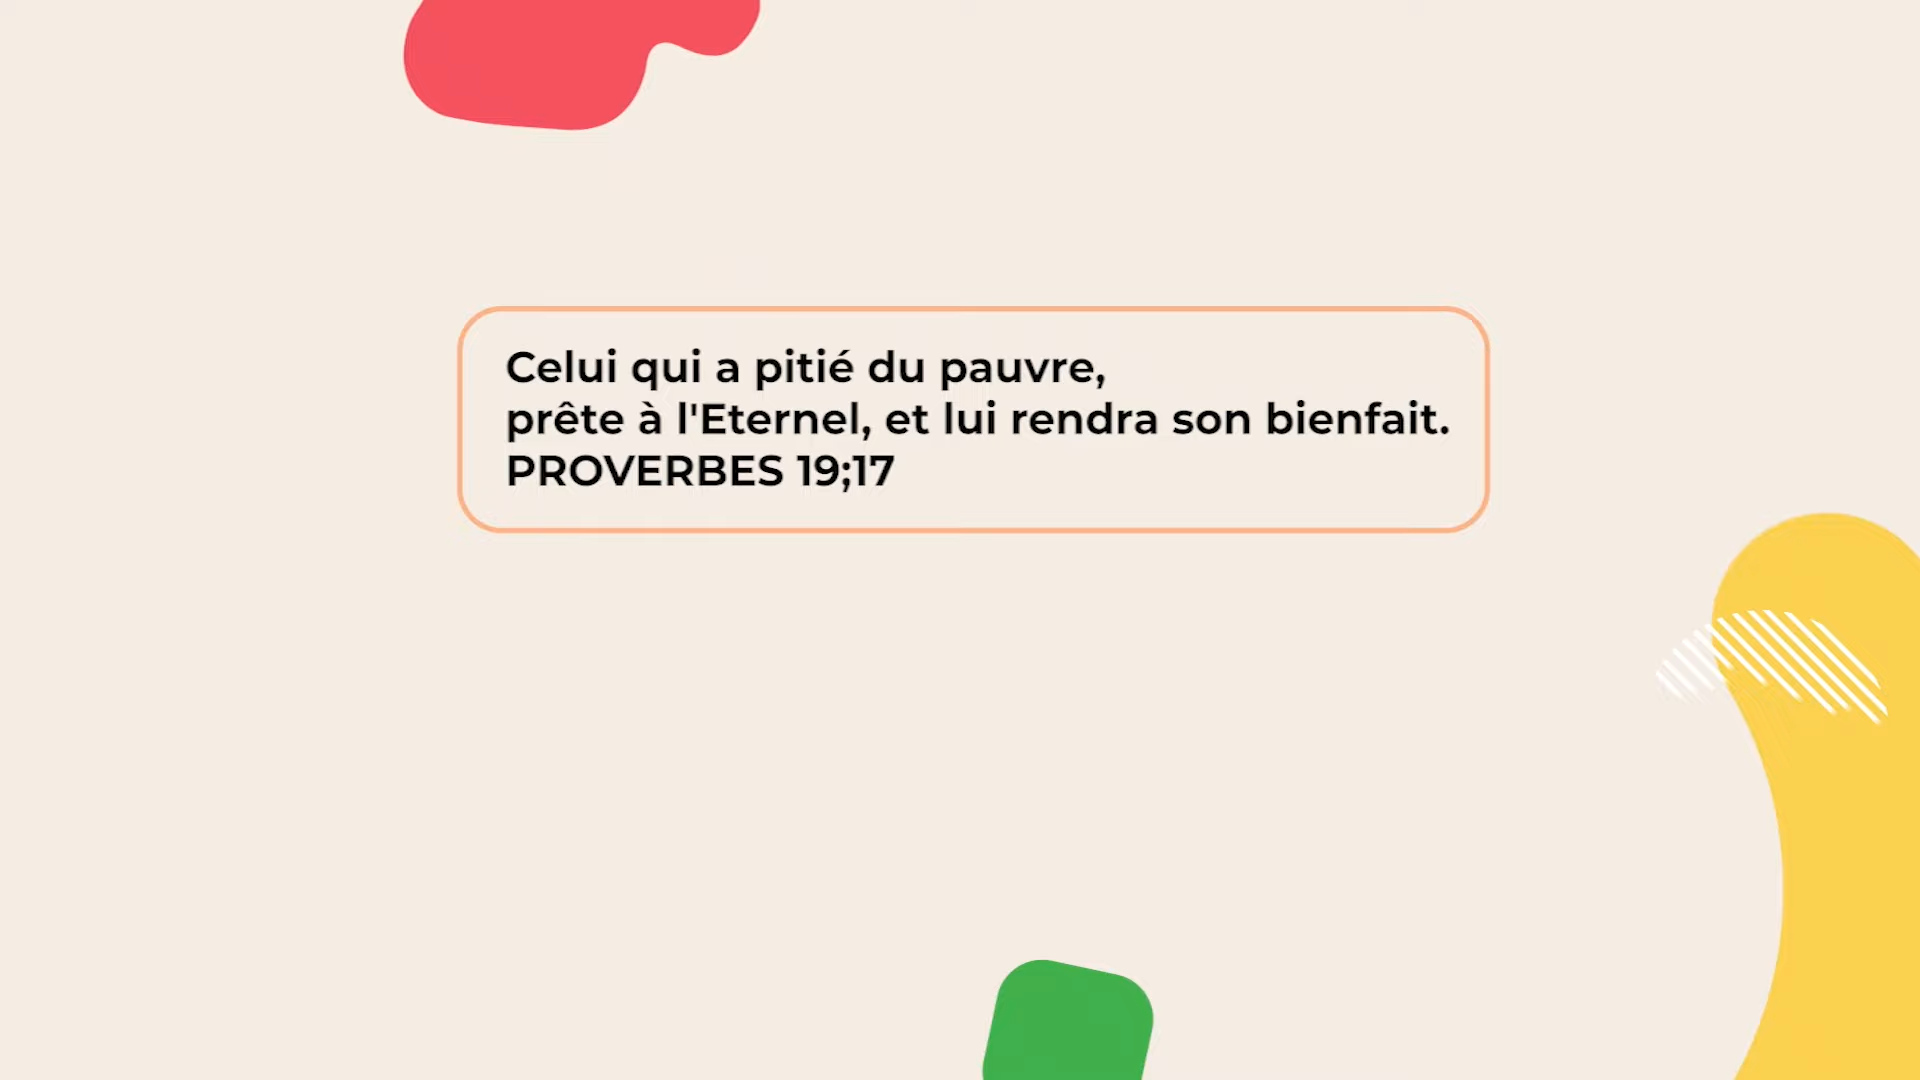 Celui qui a pitié du pauvre,
prête à l'Eternel, et lui rendra son bienfait.
PROVERBES 19;17